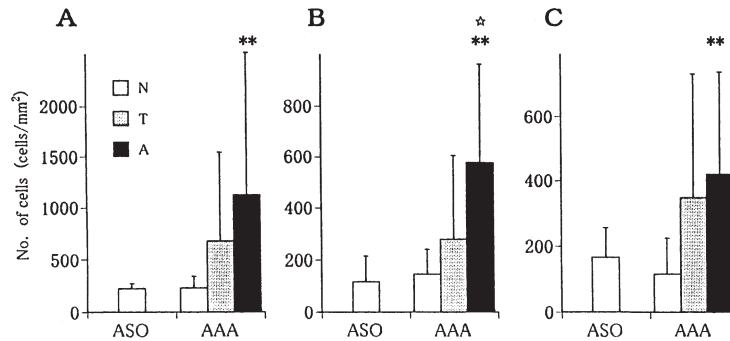 A
B
C
**
☆
**
**
No. of cells (cells/mm²)
2000
1500
1000
500
0
N
T
A
ASO
AAA
800
600
400
200
0
ASO
AAA
600
400
200
0
ASO
AAA